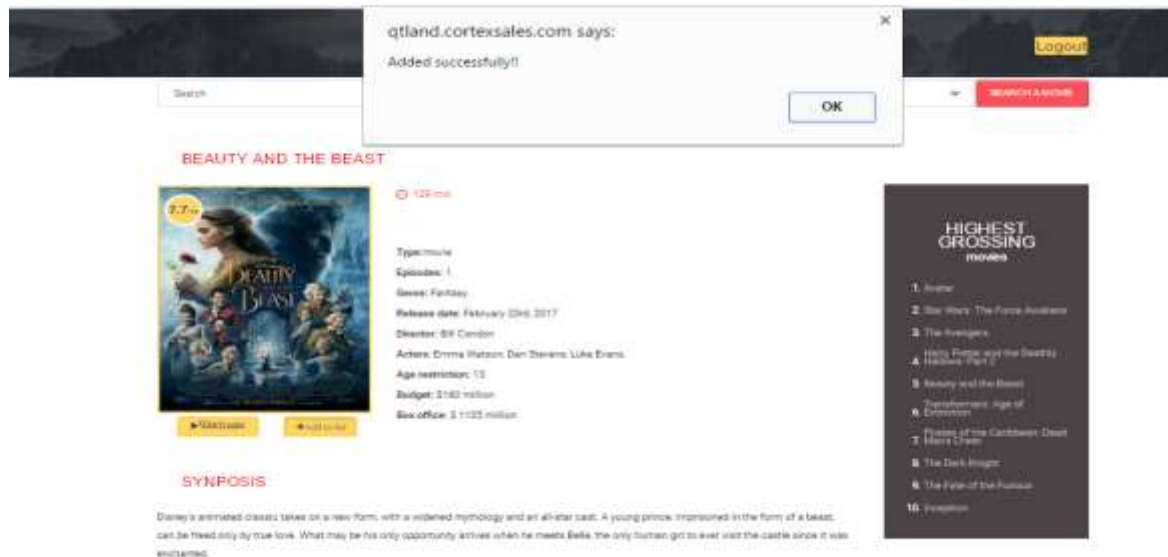 qtland.cortexsales.com says:
Added successfully!!
OK
Logout
Search
SEARCH A MOVIE
BEAUTY AND THE BEAST
7.7
129 min
BEAUTY
BEAST
Type: movie
Episodes: 1
Genre: Fantasy
Release date: February 23rd, 2017
Director: Bill Condon
Actors: Emma Watson, Dan Stevens, Luke Evans,
Age restriction: 13
Budget: $160 million
Box office: $ 1103 million
Add to list
HIGHEST
GROSSING
movies
1. Avatar
2. Star Wars: The Force Awakens
3. The Avengers
4. Harry Potter and the Deathly
Hallows: Part 2
5. Beauty and the Beast
6. Transformers: Age of
Extinction
7. Pirates of the Caribbean: Dead
Man's Chest
8. The Dark Knight
9. The Fate of the Furious
10. Inception
SYNPOSIS
Disney's animated classic takes on a new form, with a widened mythology and an all-star cast. A young prince, imprisoned in the form of a beast,
can be freed only by true love. What may be his only opportunity arrives when he meets Belle, the only human girl to ever visit the castle since it was
enchanted.